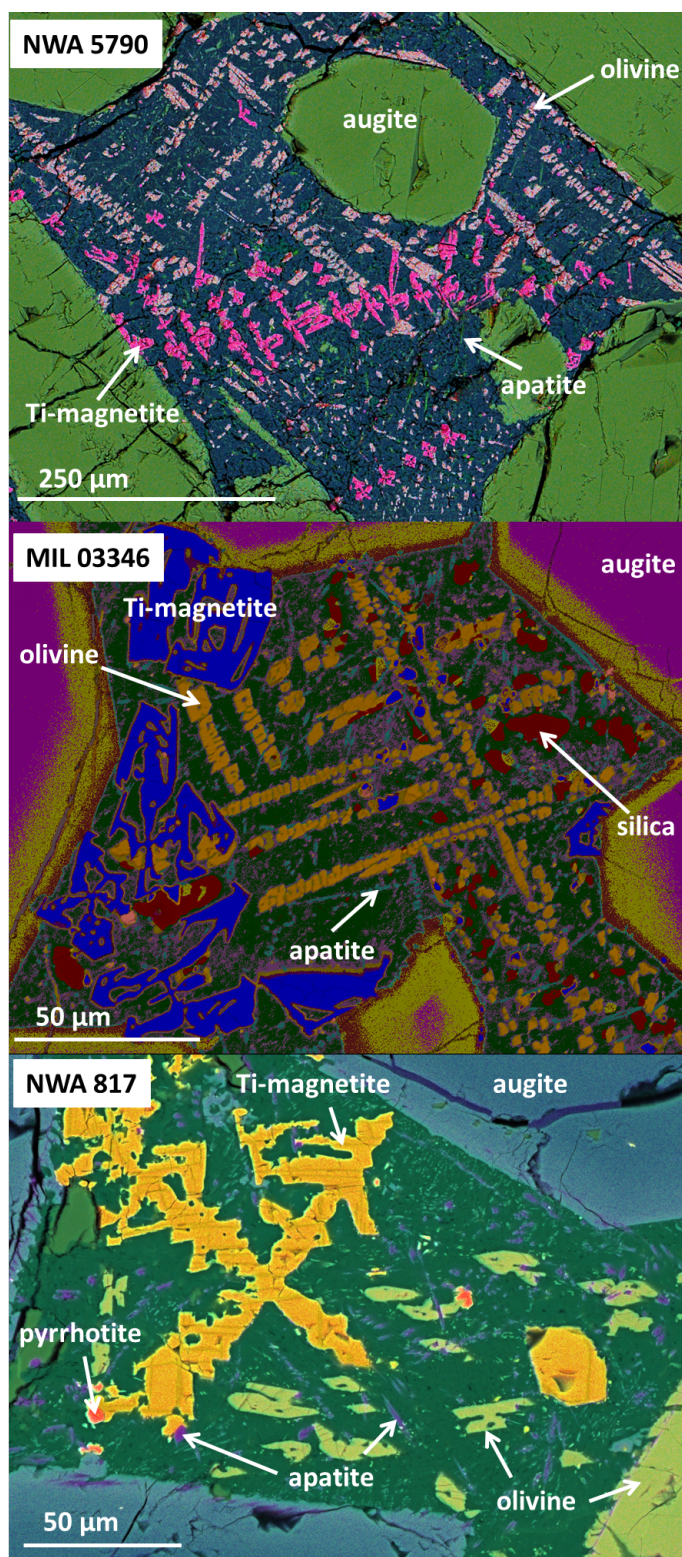 NWA 5790
olivine
augite
apatite
Ti-magnetite
250 µm
MIL 03346
augite
Ti-magnetite
olivine
silica
apatite
50 µm
NWA 817
Ti-magnetite
augite
pyrrhotite
apatite
olivine
50 µm